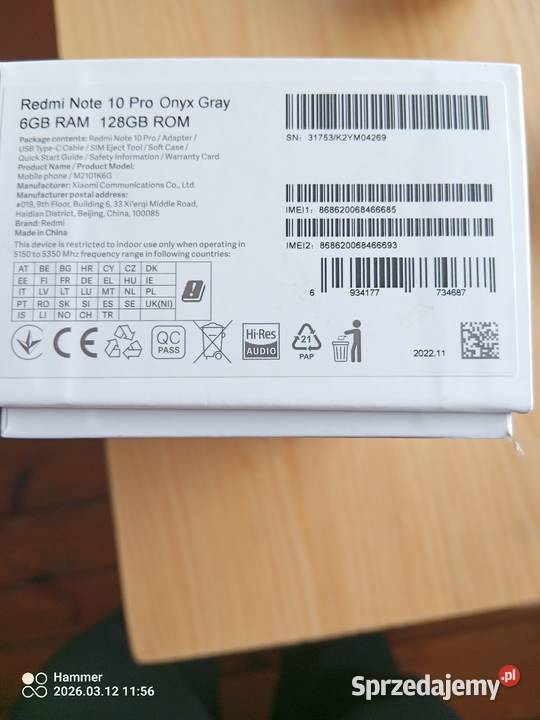 Redmi Note 10 Pro Onyx Gray
6GB RAM 128GB ROM
Package contents: Redmi Note 10 Pro / Adapter /
USB Type-C Cable / SIM Eject Tool / Soft Case /
Quick Start Guide / Safety Information / Warranty Card
Product Name / Product Model:
Mobile phone / M2101K6G
Manufacturer: Xiaomi Communications Co., Ltd.
Manufacturer postal address:
#019, 9th Floor, Building 6, 33 Xi'erqi Middle Road,
Haidian District, Beijing, China, 100085
Brand: Redmi
Made in China
This device is restricted to indoor use only when operating in
5150 to 5350 Mhz frequency range in following countries:
AT BE BG HR CY CZ DK
EE FI FR DE EL HU IE
IT LV LT LU MT NL PL
PT RO SK SI ES SE UK(NI)
IS LI NO CH TR
SN: 31753/K2YM04269
IMEI1: 868620068466685
IMEI2: 868620068466693
6 934177 734687
CE
QC
PASS
Hi-Res
AUDIO
21
PAP
2022.11
Hammer
2026.03.12 11:56
Sprzedajemy.pl